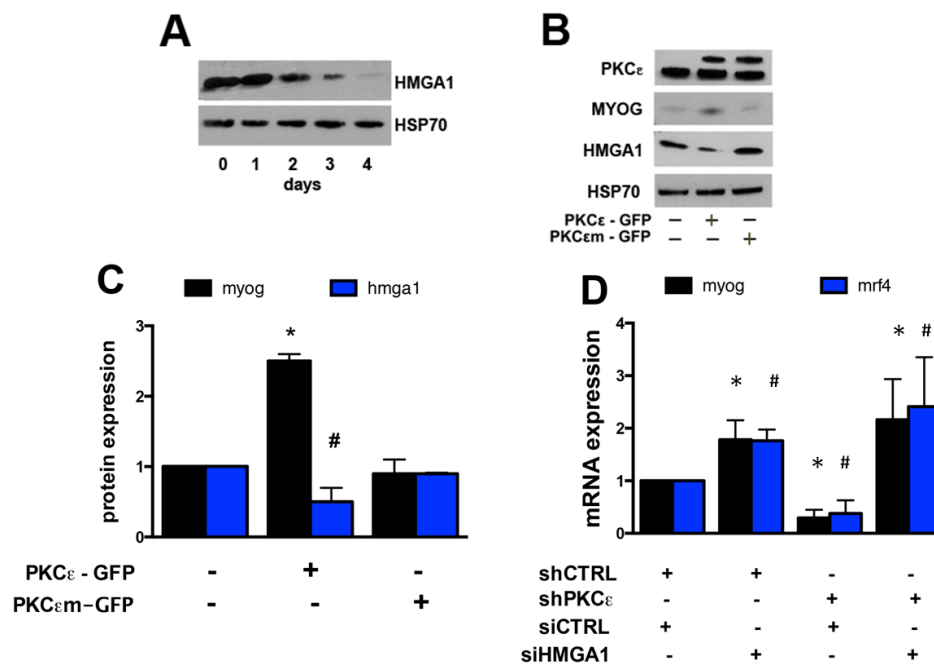 A
HMGA1
HSP70
0 1 2 3 4
days
B
PKCε
MYOG
HMGA1
HSP70
PKCε - GFP - + -
PKCεm - GFP - - +
C
myog hmga1
protein expression
3
2
1
0
*
#
PKCε - GFP - + -
PKCεm-GFP - - +
D
myog mrf4
mRNA expression
4
3
2
1
0
* #
* #
* #
shCTRL + + - -
shPKCε - - + +
siCTRL + - + -
siHMGA1 - + - +